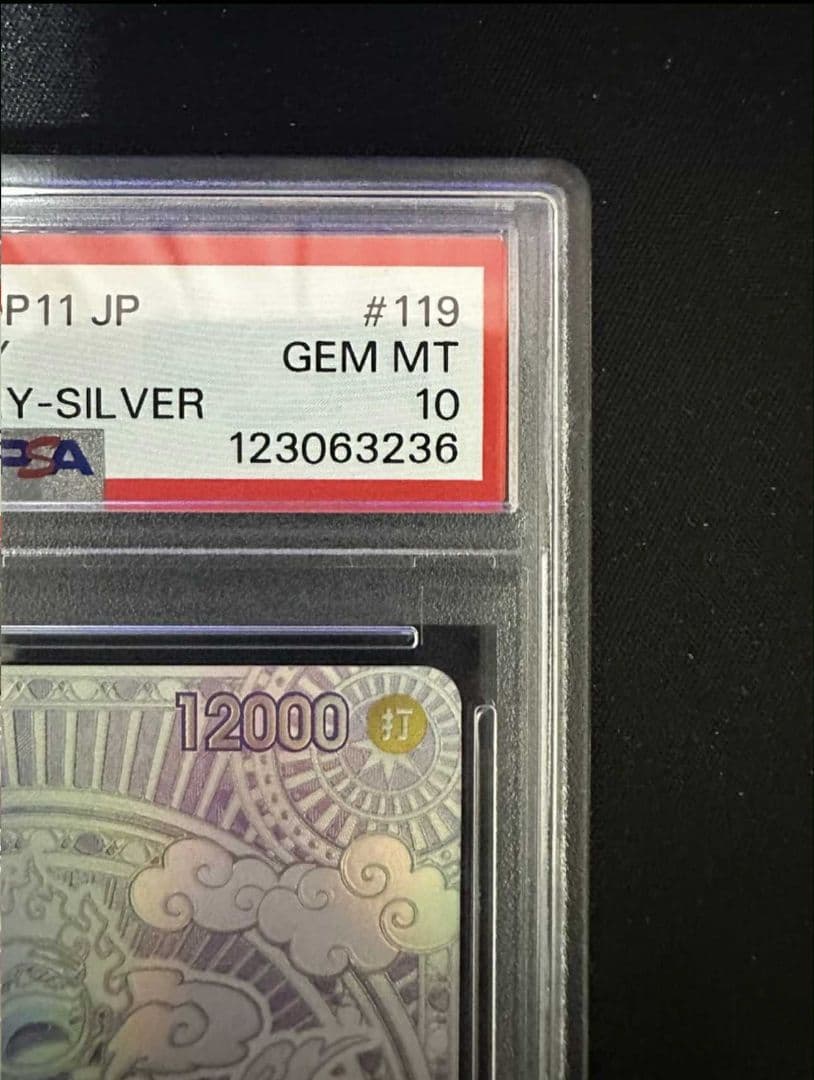 P11 JP #119
Y GEM MT
Y-SILVER 10
PSA 123063236
12000 打